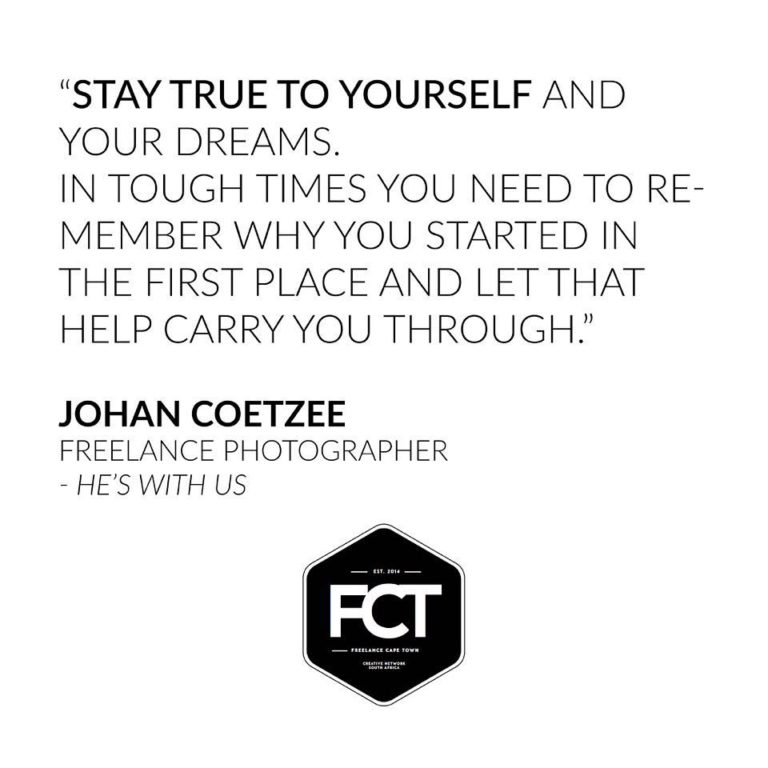 “STAY TRUE TO YOURSELF AND
YOUR DREAMS.
IN TOUGH TIMES YOU NEED TO RE-
MEMBER WHY YOU STARTED IN
THE FIRST PLACE AND LET THAT
HELP CARRY YOU THROUGH.”
JOHAN COETZEE
FREELANCE PHOTOGRAPHER
- HE’S WITH US
EST. 2014
FCT
FREELANCE CAPE TOWN
CREATIVE NETWORK
SOUTH AFRICA